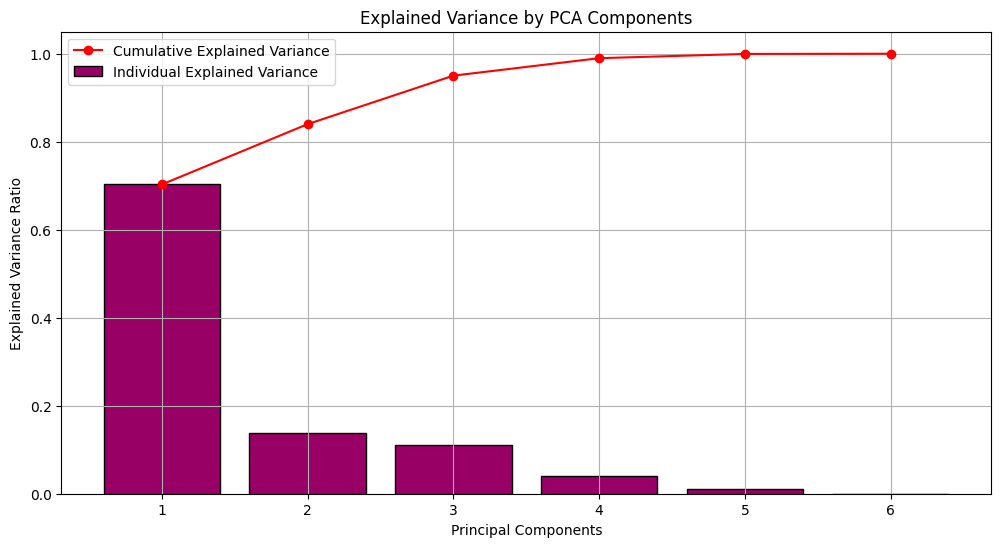 Explained Variance by PCA Components
Cumulative Explained Variance
Individual Explained Variance
Explained Variance Ratio
1.0
0.8
0.6
0.4
0.2
0.0
1 2 3 4 5 6
Principal Components